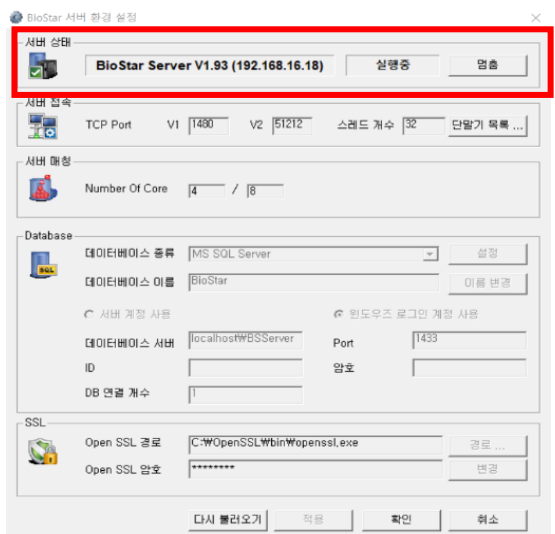 BioStar 서버 환경 설정
서버 상태
BioStar Server V1.93 (192.168.16.18) 실행중 멈춤
서버 접속
TCP Port V1 1480 V2 51212 스레드 개수 32 단말기 목록 ...
서버 매칭
Number Of Core 4 / 8
Database
데이터베이스 종류 MS SQL Server 설정
SQL
데이터베이스 이름 BioStar 이름 변경
서버 계정 사용 윈도우즈 로그인 계정 사용
데이터베이스 서버 localhost₩BSServer Port 1433
ID 암호
DB 연결 개수 1
SSL
Open SSL 경로 C:₩OpenSSL₩bin₩openssl.exe 경로 ...
Open SSL 암호 ******** 변경
다시 불러오기 적용 확인 취소